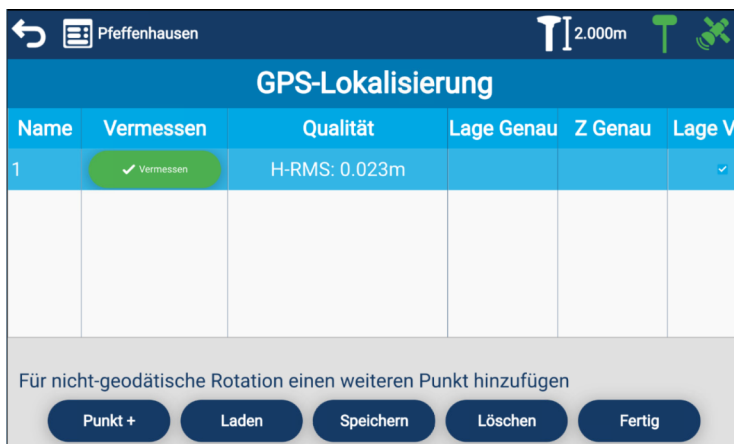 Pfeffenhausen 2.000m
GPS-Lokalisierung
Name Vermessen Qualität Lage Genau Z Genau Lage V
1 Vermessen H-RMS: 0.023m
Für nicht-geodätische Rotation einen weiteren Punkt hinzufügen
Punkt + Laden Speichern Löschen Fertig